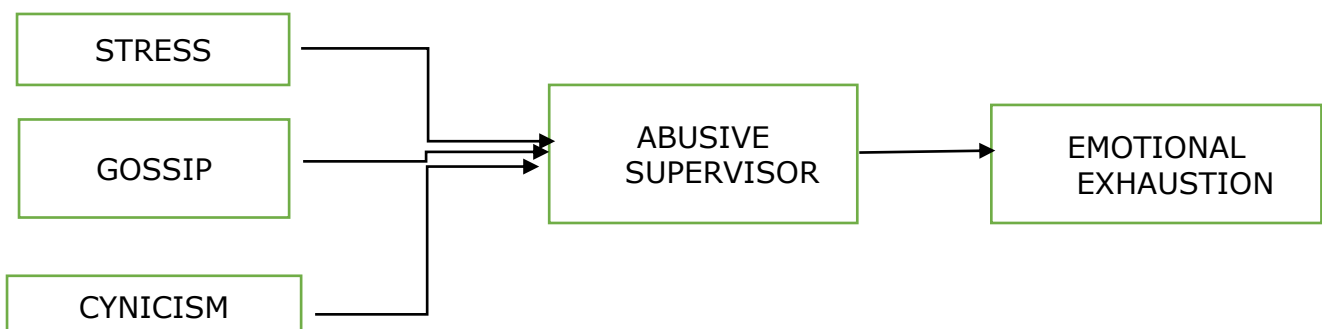 STRESS
GOSSIP
CYNICISM
ABUSIVE
SUPERVISOR
EMOTIONAL
EXHAUSTION